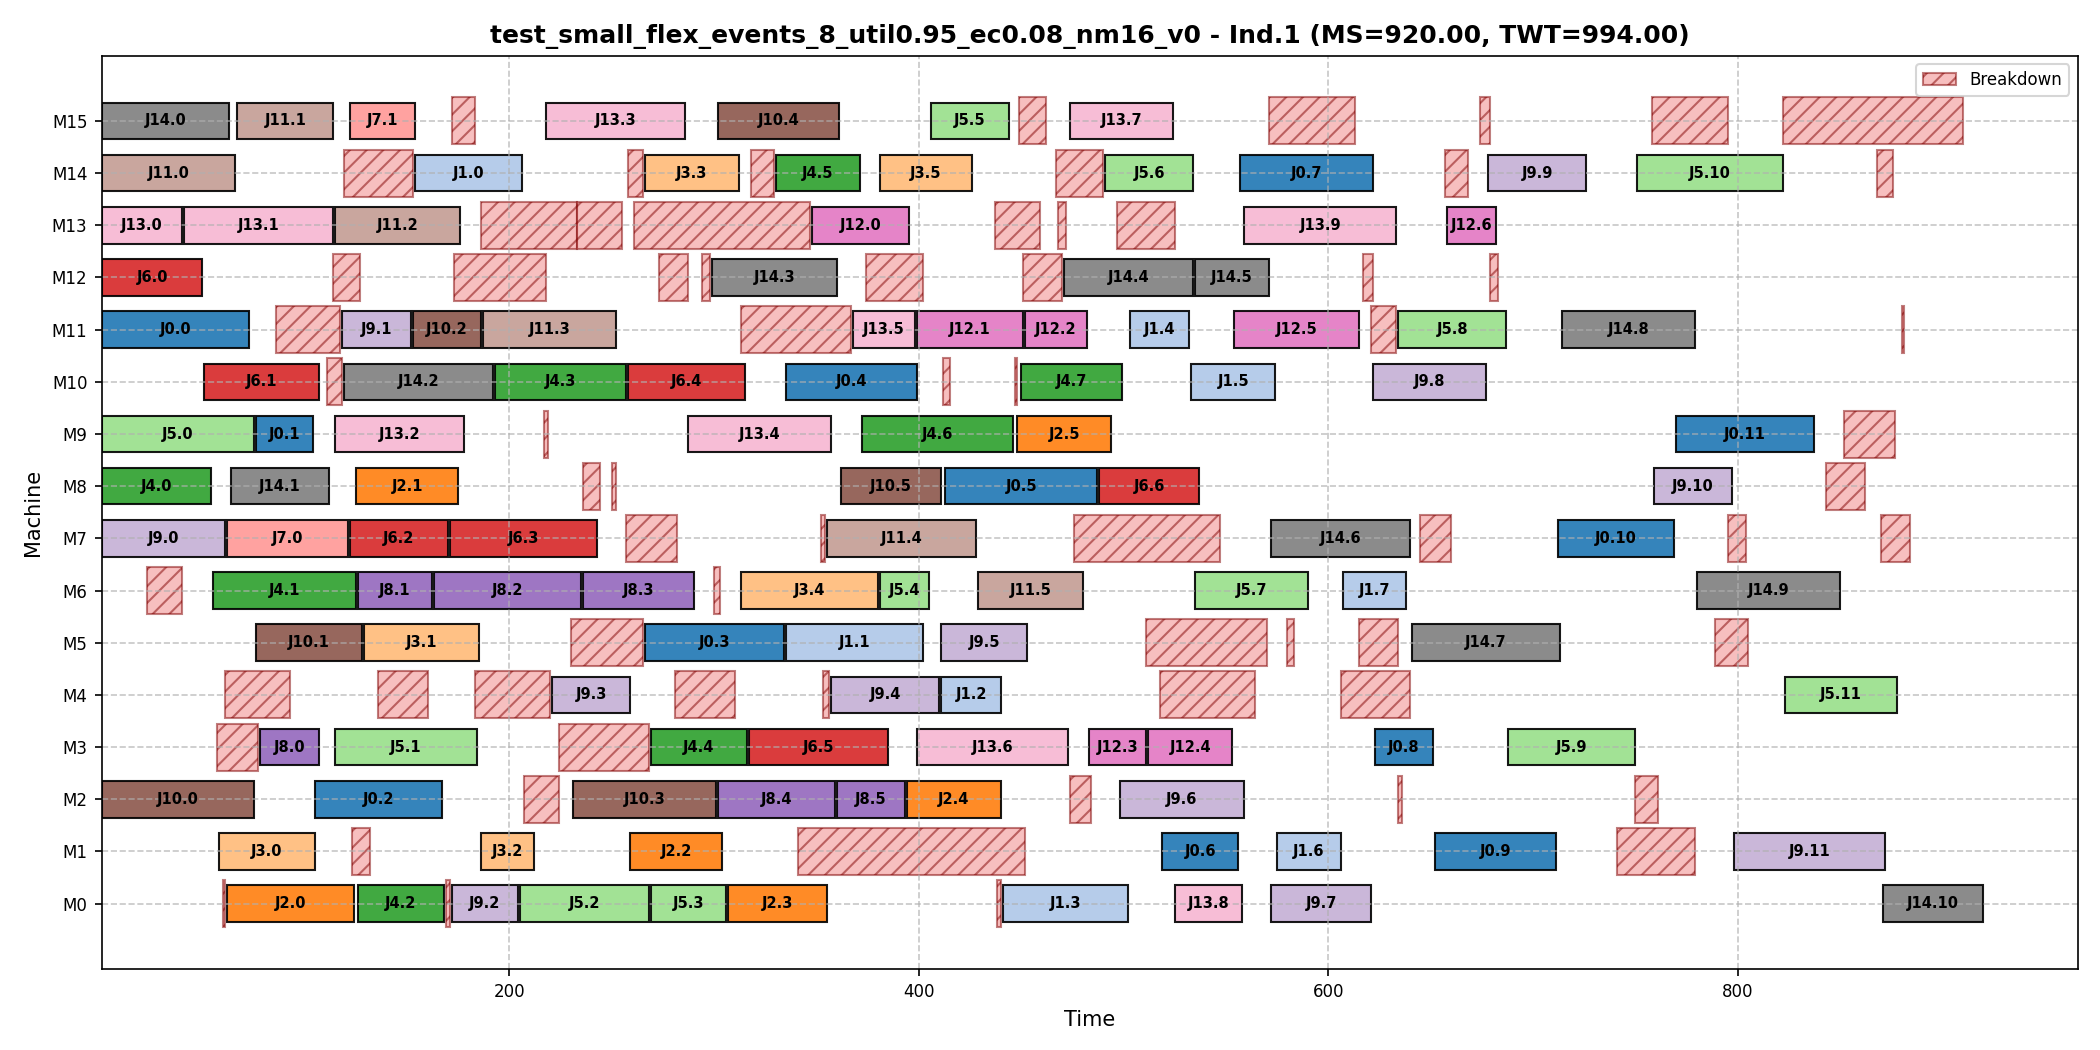 test_small_flex_events_8_util0.95_ec0.08_nm16_v0 - Ind.1 (MS=920.00, TWT=994.00)
Breakdown
M15 J14.0 J11.1 J7.1 J13.3 J10.4 J5.5 J13.7
M14 J11.0 J1.0 J3.3 J4.5 J3.5 J5.6 J0.7 J9.9 J5.10
M13 J13.0 J13.1 J11.2 J12.0 J13.9 J12.6
M12 J6.0 J14.3 J14.4 J14.5
M11 J0.0 J9.1 J10.2 J11.3 J13.5 J12.1 J12.2 J1.4 J12.5 J5.8 J14.8
M10 J6.1 J14.2 J4.3 J6.4 J0.4 J4.7 J1.5 J9.8
M9 J5.0 J0.1 J13.2 J13.4 J4.6 J2.5 J0.11
M8 J4.0 J14.1 J2.1 J10.5 J0.5 J6.6 J9.10
M7 J9.0 J7.0 J6.2 J6.3 J11.4 J14.6 J0.10
M6 J4.1 J8.1 J8.2 J8.3 J3.4 J5.4 J11.5 J5.7 J1.7 J14.9
M5 J10.1 J3.1 J0.3 J1.1 J9.5 J14.7
M4 J9.3 J9.4 J1.2 J5.11
M3 J8.0 J5.1 J4.4 J6.5 J13.6 J12.3 J12.4 J0.8 J5.9
M2 J10.0 J0.2 J10.3 J8.4 J8.5 J2.4 J9.6
M1 J3.0 J3.2 J2.2 J0.6 J1.6 J0.9 J9.11
M0 J2.0 J4.2 J9.2 J5.2 J5.3 J2.3 J1.3 J13.8 J9.7 J14.10
Machine
200 400 600 800
Time